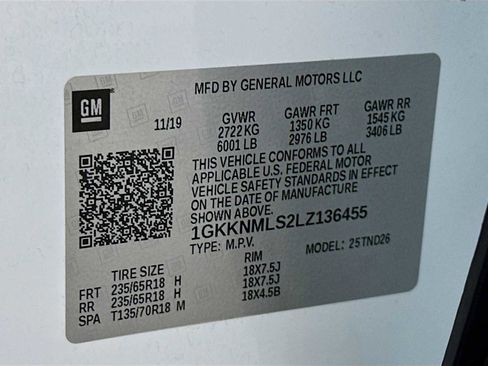 MFD BY GENERAL MOTORS LLC
GM
11/19 GVWR GAWR FRT GAWR RR
2722 KG 1350 KG 1545 KG
6001 LB 2976 LB 3406 LB
THIS VEHICLE CONFORMS TO ALL
APPLICABLE U.S. FEDERAL MOTOR
VEHICLE SAFETY STANDARDS IN EFFECT
ON THE DATE OF MANUFACTURE
SHOWN ABOVE.
1GKKNMLS2LZ136455
TYPE: M.P.V. MODEL: 25TND26
TIRE SIZE RIM
FRT 235/65R18 H 18X7.5J
RR 235/65R18 H 18X7.5J
SPA T135/70R18 M 18X4.5B